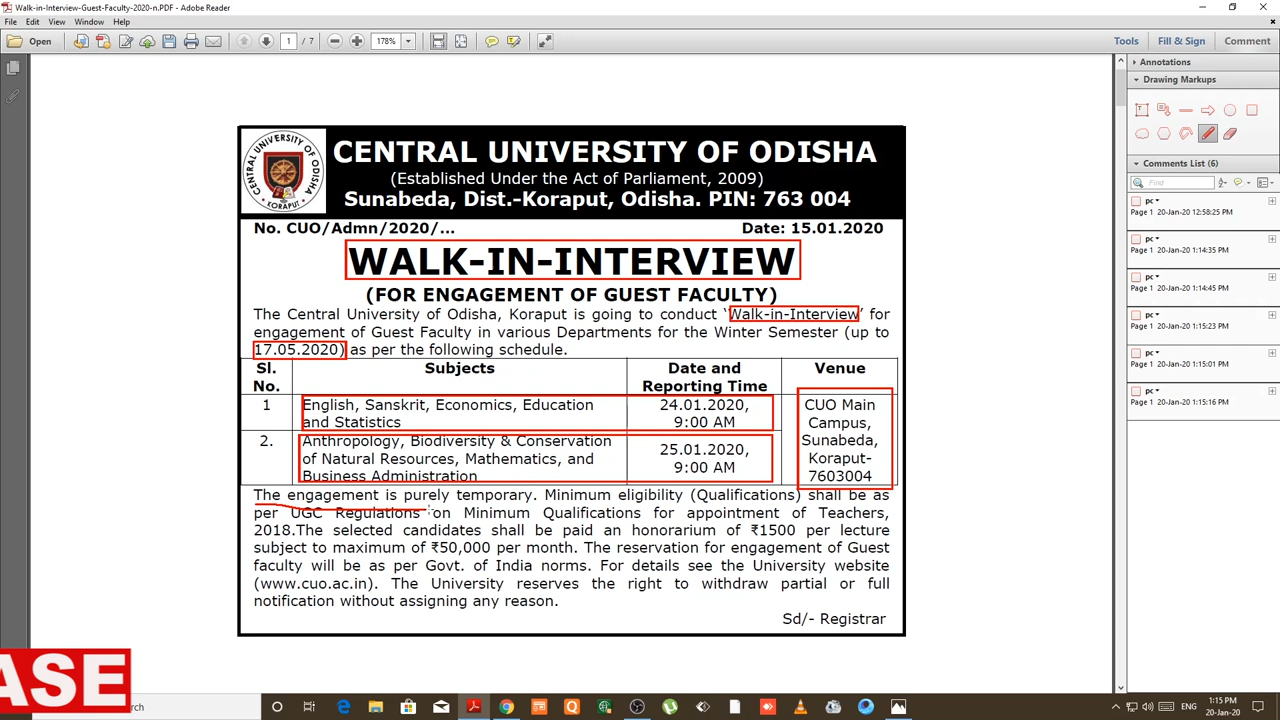 Walk-in-Interview-Guest-Faculty-2020-n.PDF - Adobe Reader
File Edit View Window Help
Open 1 / 7 178% Tools Fill & Sign Comment
Annotations
Drawing Markups
Comments List (6)
Find
pc
Page 1 20-Jan-20 12:58:25 PM
pc
Page 1 20-Jan-20 1:14:35 PM
pc
Page 1 20-Jan-20 1:14:45 PM
pc
Page 1 20-Jan-20 1:15:23 PM
pc
Page 1 20-Jan-20 1:15:01 PM
pc
Page 1 20-Jan-20 1:15:16 PM
CENTRAL UNIVERSITY OF ODISHA
KORAPUT
CENTRAL UNIVERSITY OF ODISHA
(Established Under the Act of Parliament, 2009)
Sunabeda, Dist.-Koraput, Odisha. PIN: 763 004
No. CUO/Admn/2020/... Date: 15.01.2020
WALK-IN-INTERVIEW
(FOR ENGAGEMENT OF GUEST FACULTY)
The Central University of Odisha, Koraput is going to conduct ‘Walk-in-Interview’ for
engagement of Guest Faculty in various Departments for the Winter Semester (up to
17.05.2020) as per the following schedule.
Sl. No. Subjects Date and Reporting Time Venue
1 English, Sanskrit, Economics, Education and Statistics 24.01.2020, 9:00 AM
2. Anthropology, Biodiversity & Conservation of Natural Resources, Mathematics, and Business Administration 25.01.2020, 9:00 AM
CUO Main
Campus,
Sunabeda,
Koraput-
7603004
The engagement is purely temporary. Minimum eligibility (Qualifications) shall be as
per UGC Regulations on Minimum Qualifications for appointment of Teachers,
2018.The selected candidates shall be paid an honorarium of ₹1500 per lecture
subject to maximum of ₹50,000 per month. The reservation for engagement of Guest
faculty will be as per Govt. of India norms. For details see the University website
(www.cuo.ac.in). The University reserves the right to withdraw partial or full
notification without assigning any reason.
Sd/- Registrar
ASE
rch
ENG 1:15 PM
20-Jan-20